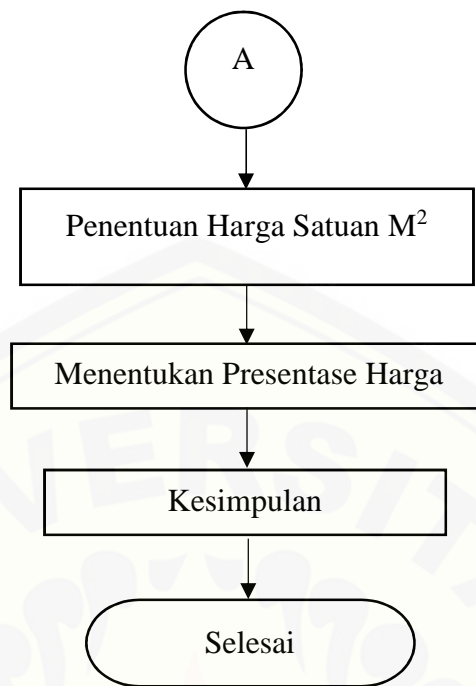 A
Penentuan Harga Satuan M²
Menentukan Presentase Harga
Kesimpulan
Selesai